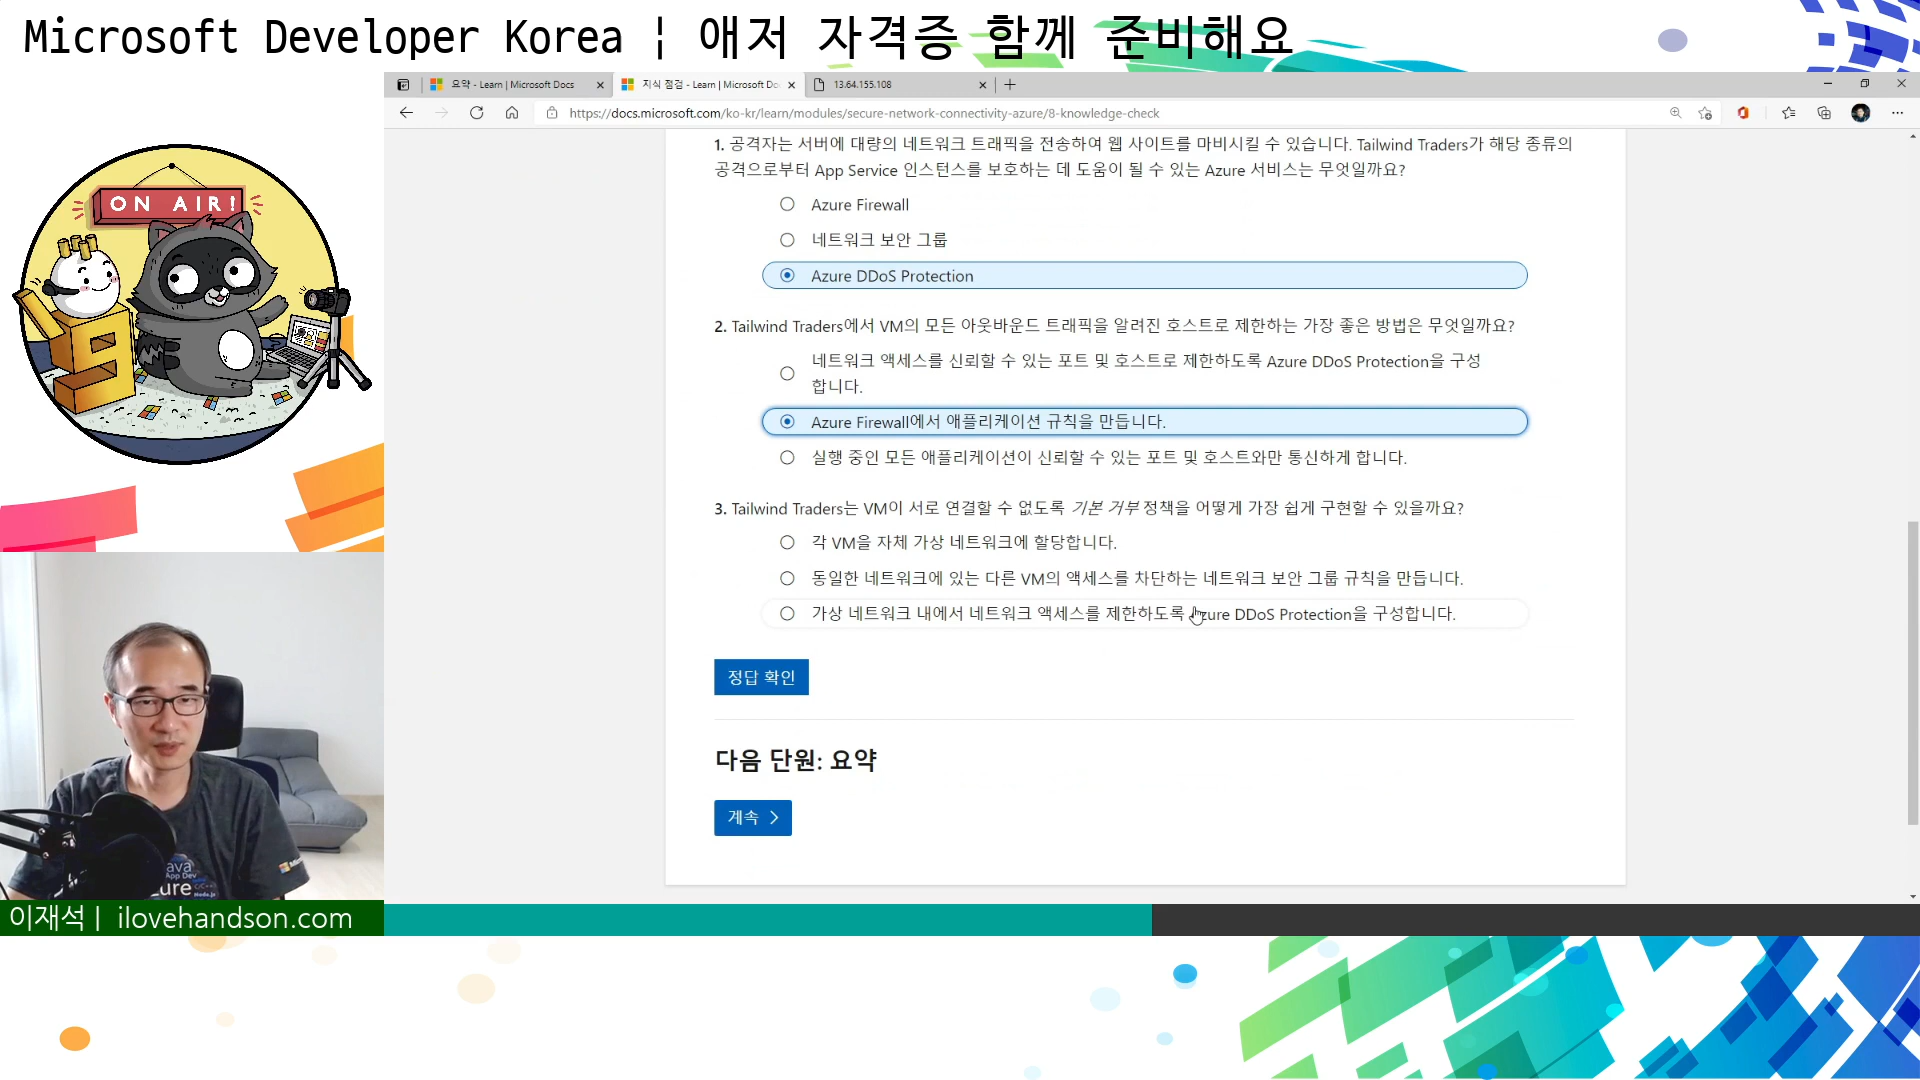 Microsoft Developer Korea | 애저 자격증 함께 준비해요
요약 - Learn | Microsoft Docs
지식 점검 - Learn | Microsoft Do
13.64.155.108
https://docs.microsoft.com/ko-kr/learn/modules/secure-network-connectivity-azure/8-knowledge-check
ON AIR!
1. 공격자는 서버에 대량의 네트워크 트래픽을 전송하여 웹 사이트를 마비시킬 수 있습니다. Tailwind Traders가 해당 종류의
공격으로부터 App Service 인스턴스를 보호하는 데 도움이 될 수 있는 Azure 서비스는 무엇일까요?
Azure Firewall
네트워크 보안 그룹
Azure DDoS Protection
2. Tailwind Traders에서 VM의 모든 아웃바운드 트래픽을 알려진 호스트로 제한하는 가장 좋은 방법은 무엇일까요?
네트워크 액세스를 신뢰할 수 있는 포트 및 호스트로 제한하도록 Azure DDoS Protection을 구성
합니다.
Azure Firewall에서 애플리케이션 규칙을 만듭니다.
실행 중인 모든 애플리케이션이 신뢰할 수 있는 포트 및 호스트와만 통신하게 합니다.
3. Tailwind Traders는 VM이 서로 연결할 수 없도록 기본 거부 정책을 어떻게 가장 쉽게 구현할 수 있을까요?
각 VM을 자체 가상 네트워크에 할당합니다.
동일한 네트워크에 있는 다른 VM의 액세스를 차단하는 네트워크 보안 그룹 규칙을 만듭니다.
가상 네트워크 내에서 네트워크 액세스를 제한하도록 Azure DDoS Protection을 구성합니다.
정답 확인
다음 단원: 요약
계속
이재석 | ilovehandson.com